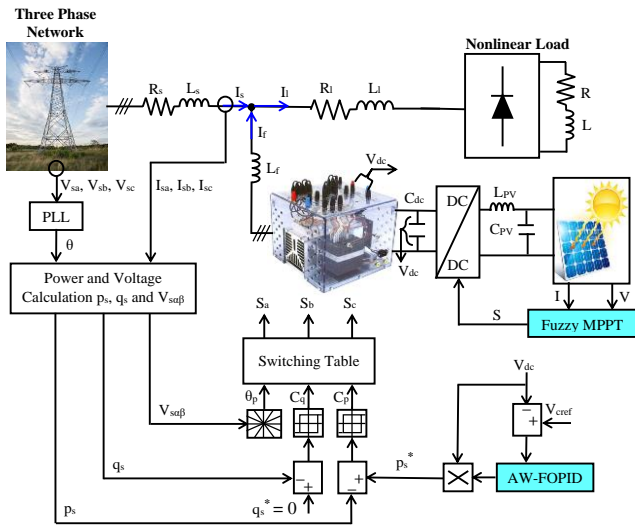 Three Phase
Network
Nonlinear Load
Rs
Ls
Is
Il
Rl
Ll
R
L
If
Lf
Vdc
Cdc
Vdc
DC
DC
LPV
CPV
Vsa, Vsb, Vsc
Isa, Isb, Isc
PLL
θ
Power and Voltage
Calculation ps, qs and Vsαβ
I
V
S
Fuzzy MPPT
Sa
Sb
Sc
Switching Table
θp
Cq
Cp
Vsαβ
Vdc
Vcref
qs
ps*
AW-FOPID
qs* = 0
ps